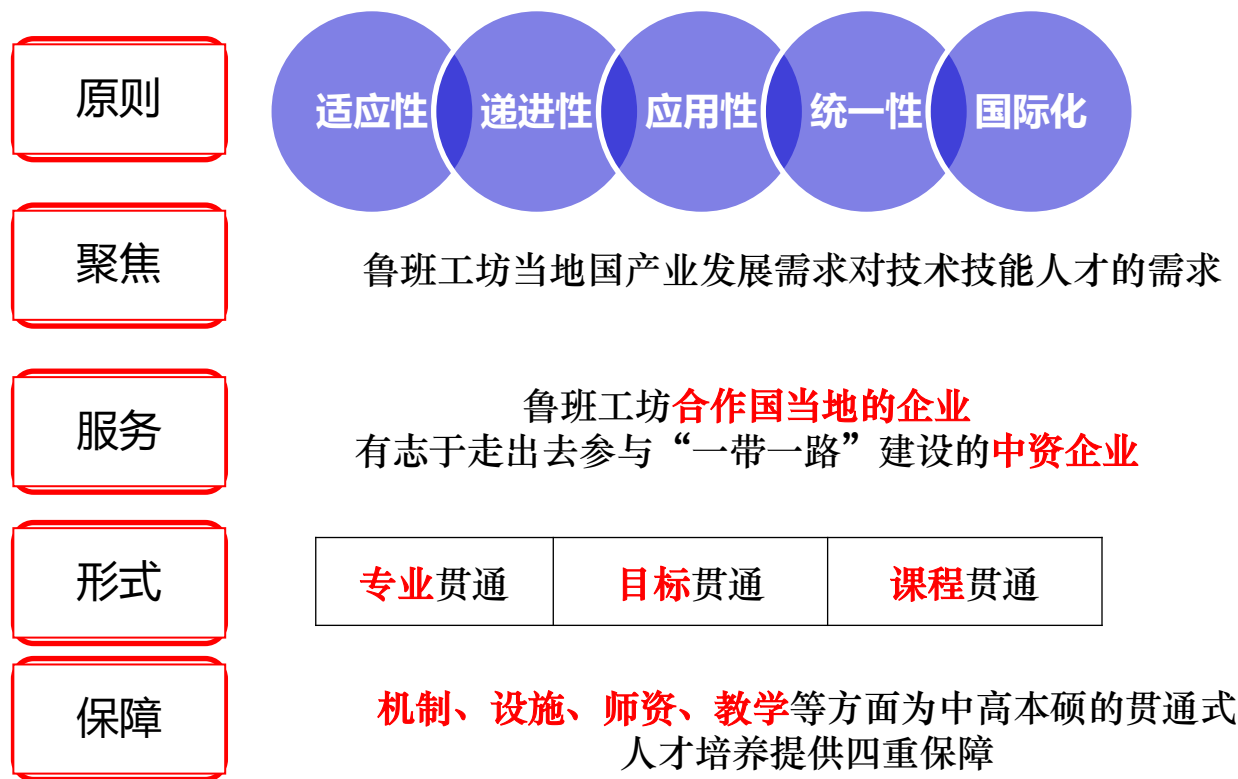 原则
适应性 递进性 应用性 统一性 国际化
聚焦
鲁班工坊当地国产业发展需求对技术技能人才的需求
服务
鲁班工坊合作国当地的企业
有志于走出去参与“一带一路”建设的中资企业
形式
专业贯通 目标贯通 课程贯通
保障
机制、设施、师资、教学等方面为中高本硕的贯通式
人才培养提供四重保障